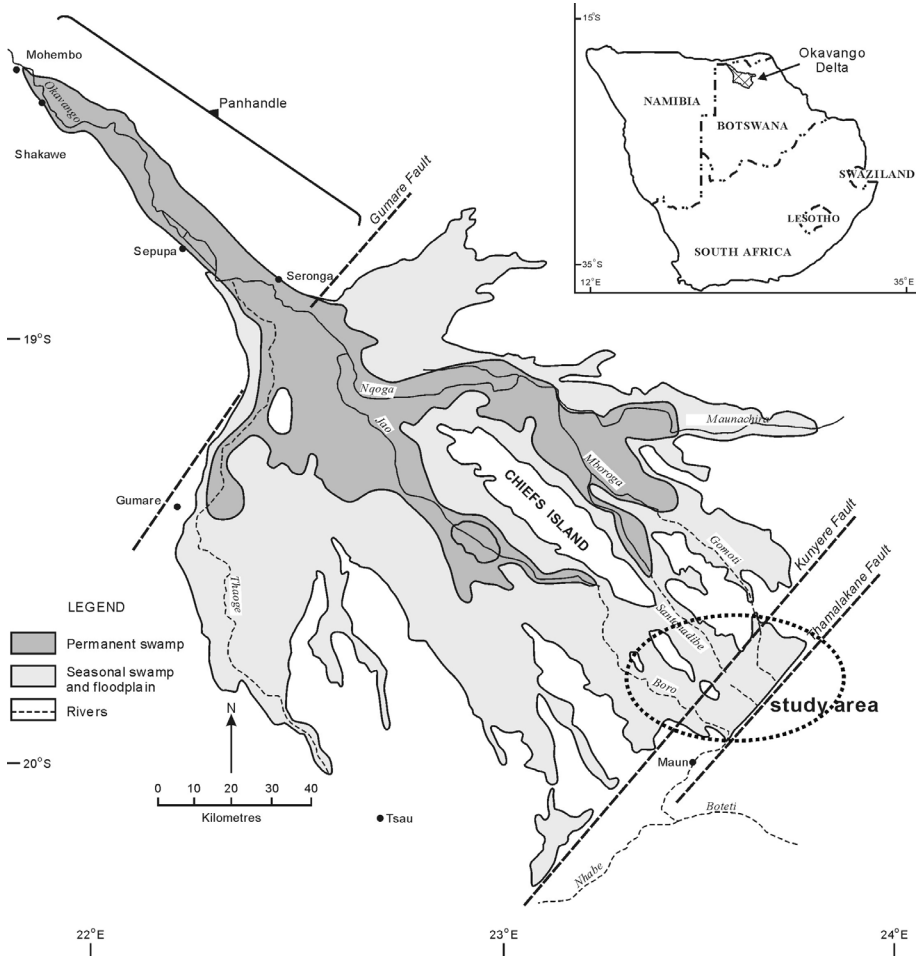 Mohembo
Okavango
Shakawe
Panhandle
Sepupa
Seronga
Gumare Fault
15°S
Okavango
Delta
NAMIBIA
BOTSWANA
SWAZILAND
LESOTHO
SOUTH AFRICA
35°S
12°E
35°E
19°S
Nqoga
Jao
Maunachira
Mboroga
CHIEFS ISLAND
Gumare
Gomoti
Kunyere Fault
Thamalakane Fault
Thaoge
Boro
study area
LEGEND
Permanent swamp
Seasonal swamp
and floodplain
Rivers
N
20°S
0 10 20 30 40
Kilometres
Tsau
Maun
Boteti
Nhabe
22°E
23°E
24°E